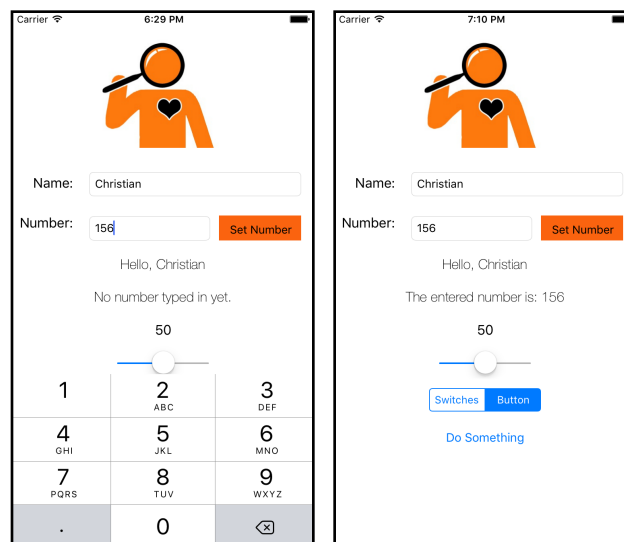 Carrier 6:29 PM
Name: Christian
Number: 156 Set Number
Hello, Christian
No number typed in yet.
50
1 2 3
ABC DEF
4 5 6
GHI JKL MNO
7 8 9
PQRS TUV WXYZ
. 0
Carrier 7:10 PM
Name: Christian
Number: 156 Set Number
Hello, Christian
The entered number is: 156
50
Switches Button
Do Something